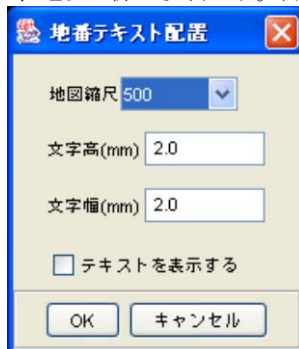 地番テキスト配置
地図縮尺 500
文字高(mm) 2.0
文字幅(mm) 2.0
テキストを表示する
OK キャンセル